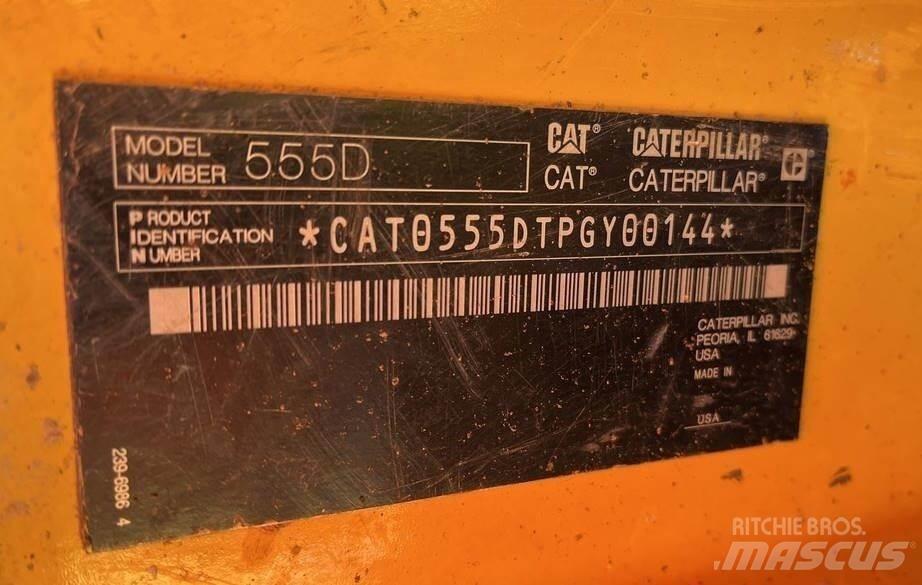 MODEL
NUMBER 555D
CAT® CATERPILLAR®
CAT® CATERPILLAR®
PRODUCT
IDENTIFICATION
NUMBER
*CAT0555DTPGY00144*
CATERPILLAR INC.
PEORIA, IL 61629
USA
MADE IN
USA
239-6986 4
RITCHIE BROS.
MASCUS